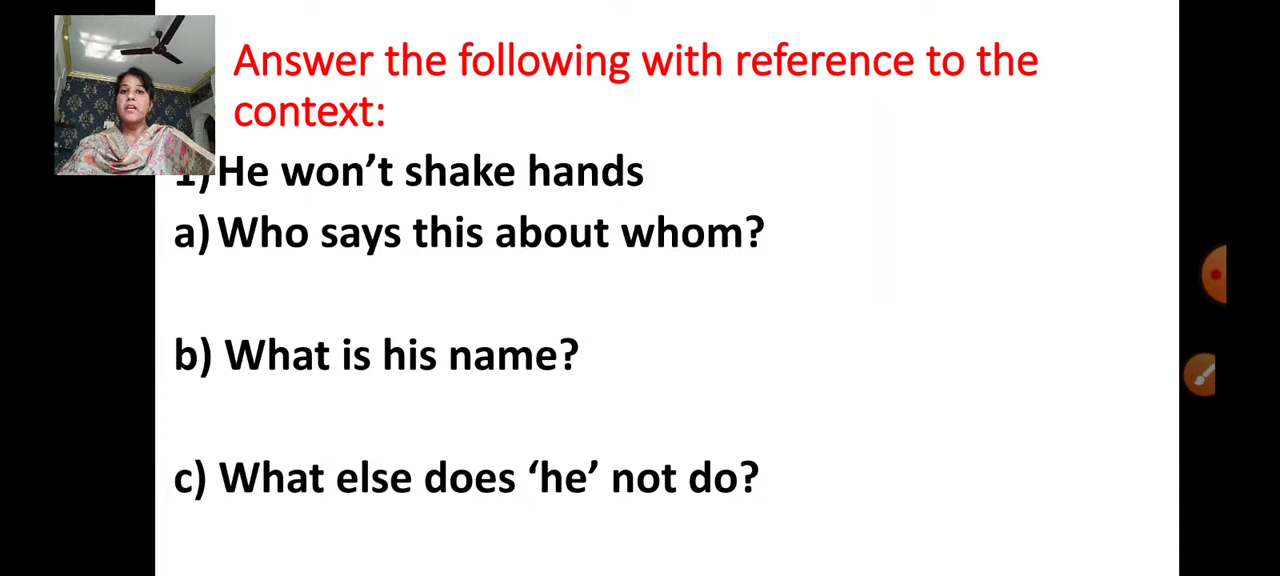 Answer the following with reference to the
context:
1) He won’t shake hands
a) Who says this about whom?
b) What is his name?
c) What else does ‘he’ not do?